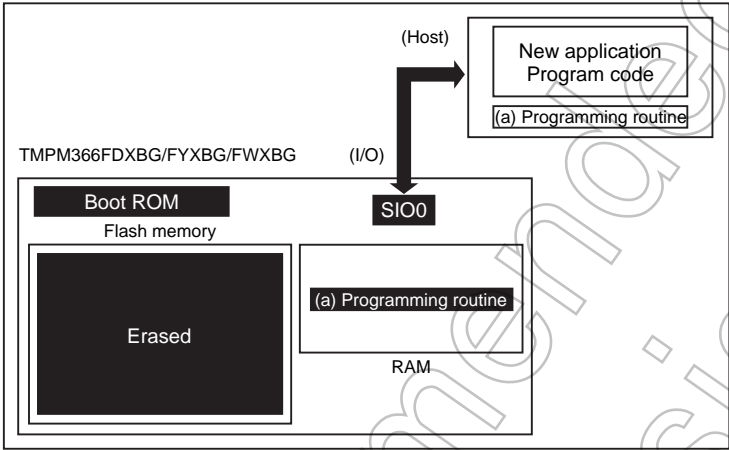 (Host)
New application
Program code
(a) Programming routine
TMPM366FDXBG/FYXBG/FWXBG
(I/O)
Boot ROM
SIO0
Flash memory
(a) Programming routine
Erased
RAM